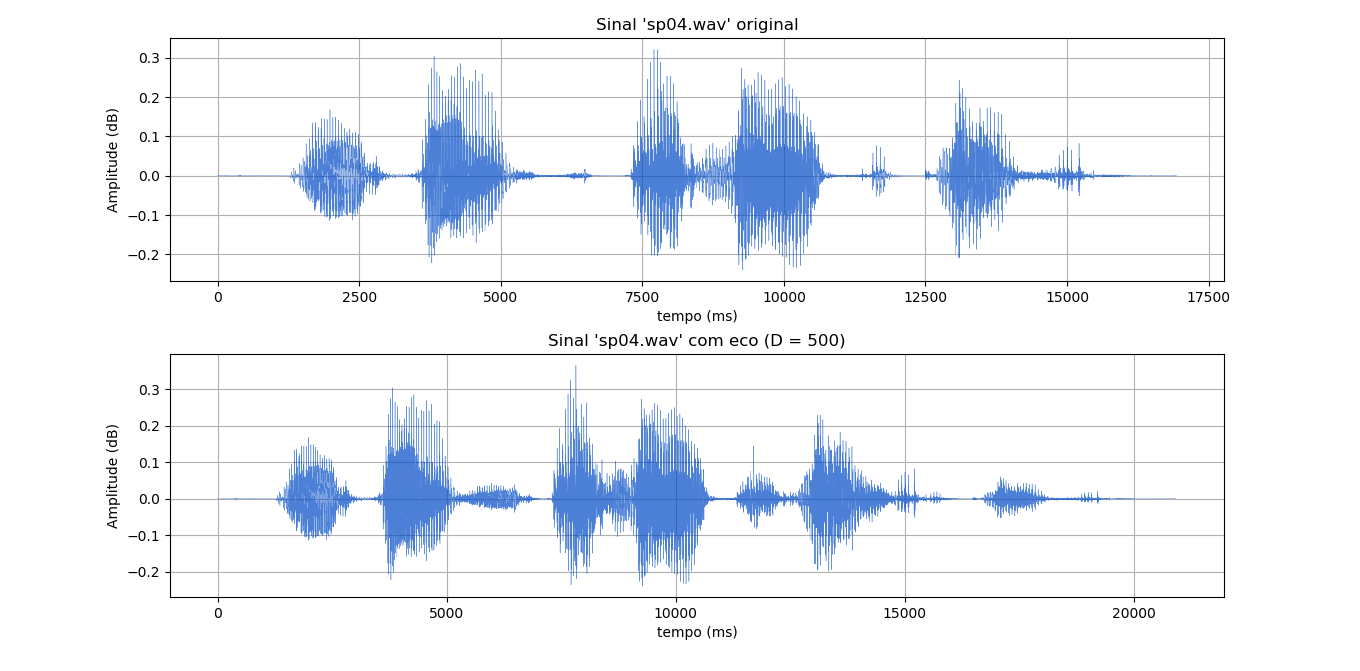 Sinal 'sp04.wav' original
Amplitude (dB)
0.3
0.2
0.1
0.0
−0.1
−0.2
0 2500 5000 7500 10000 12500 15000 17500
tempo (ms)
Sinal 'sp04.wav' com eco (D = 500)
Amplitude (dB)
0.3
0.2
0.1
0.0
−0.1
−0.2
0 5000 10000 15000 20000
tempo (ms)